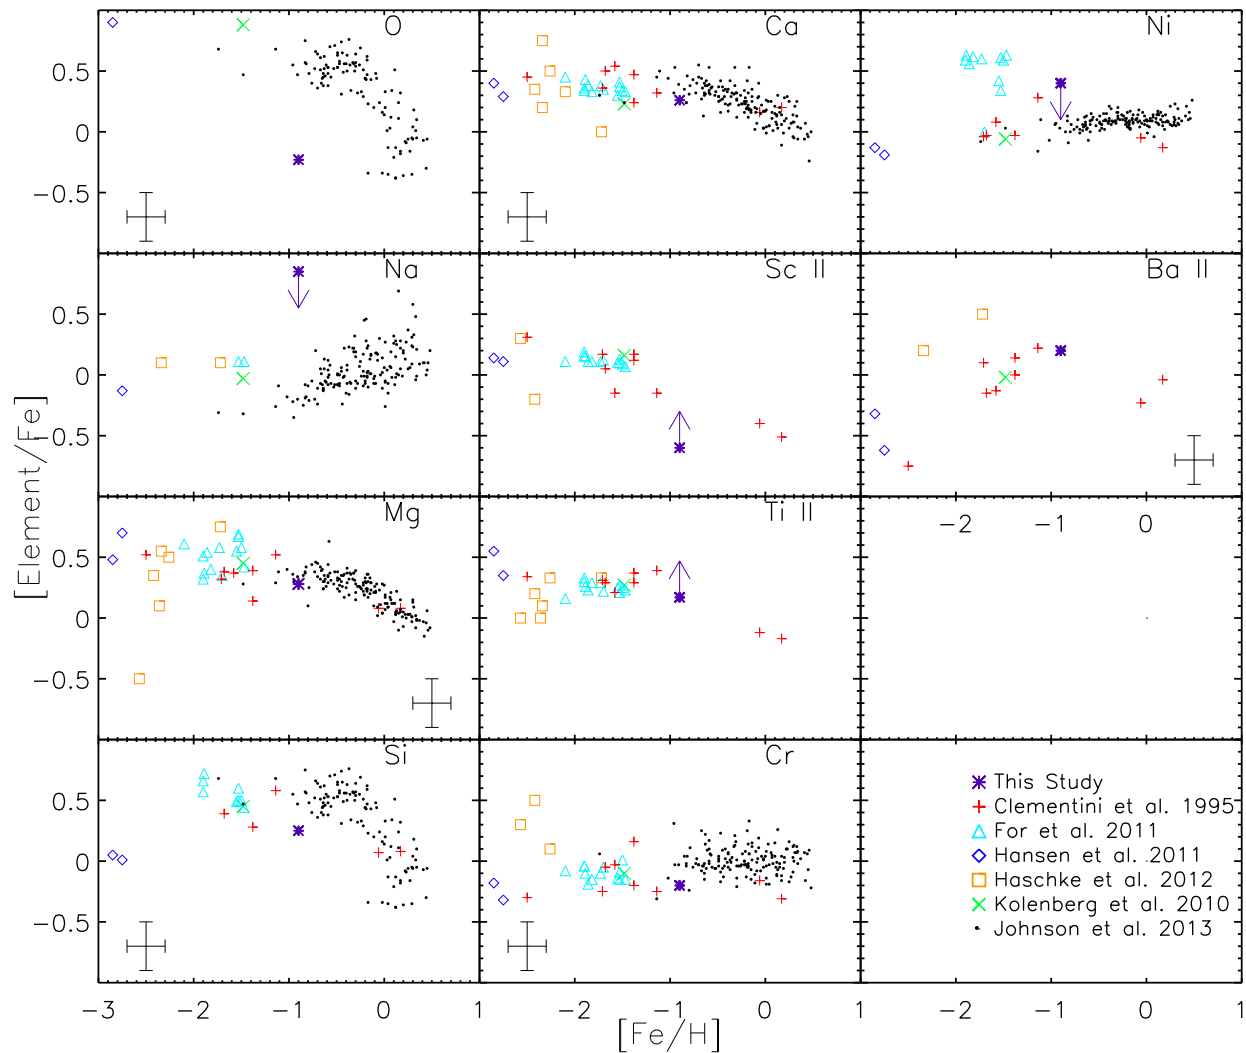 O
Ca
Ni
0.5
0
−0.5
Na
Sc II
Ba II
0.5
0
−0.5
−2
−1
0
Mg
Ti II
0.5
0
−0.5
Si
Cr
0.5
0
−0.5
This Study
Clementini et al. 1995
For et al. 2011
Hansen et al. 2011
Haschke et al. 2012
Kolenberg et al. 2010
Johnson et al. 2013
−3
−2
−1
0
1
−2
−1
0
1
−2
−1
0
1
[Fe/H]
[Element/Fe]